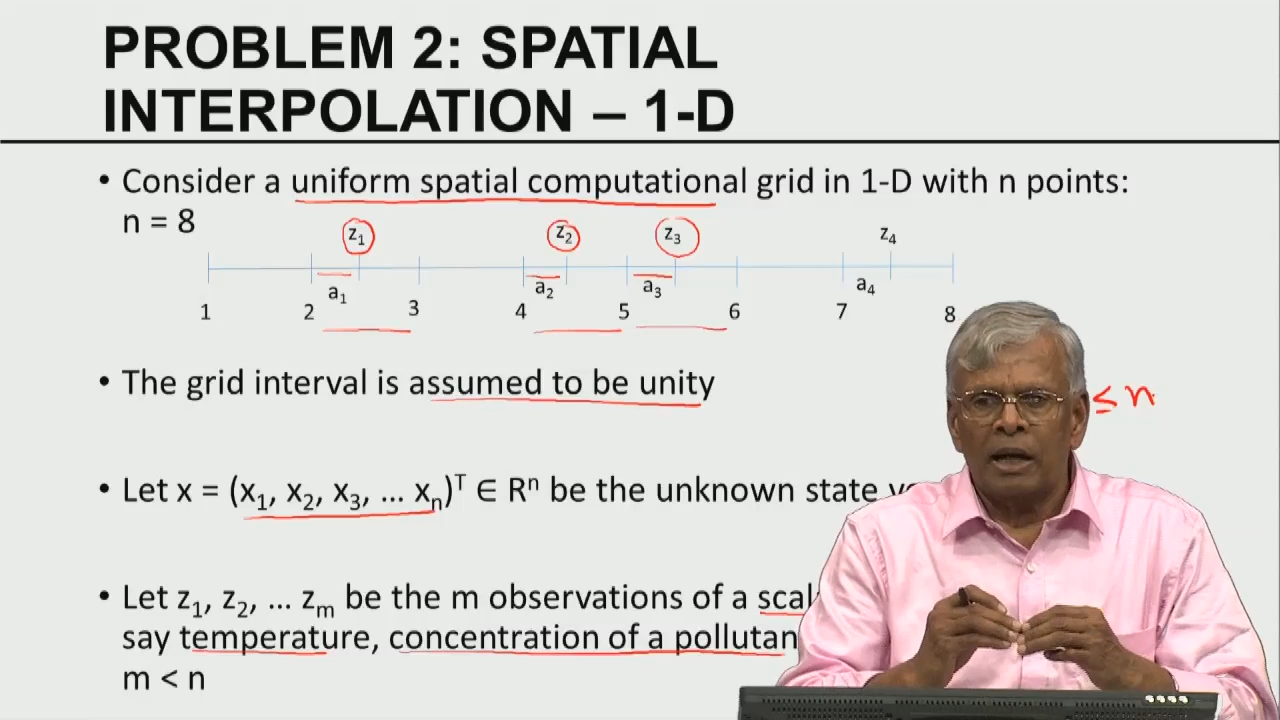 PROBLEM 2: SPATIAL
INTERPOLATION – 1-D
• Consider a uniform spatial computational grid in 1-D with n points:
n = 8
z₁ z₂ z₃ z₄
a₁ a₂ a₃ a₄
1 2 3 4 5 6 7 8
• The grid interval is assumed to be unity
≤ n
• Let x = (x₁, x₂, x₃, … xₙ)ᵀ ∈ Rⁿ be the unknown state
• Let z₁, z₂, … zₘ be the m observations of a
say temperature, concentration of a
m < n